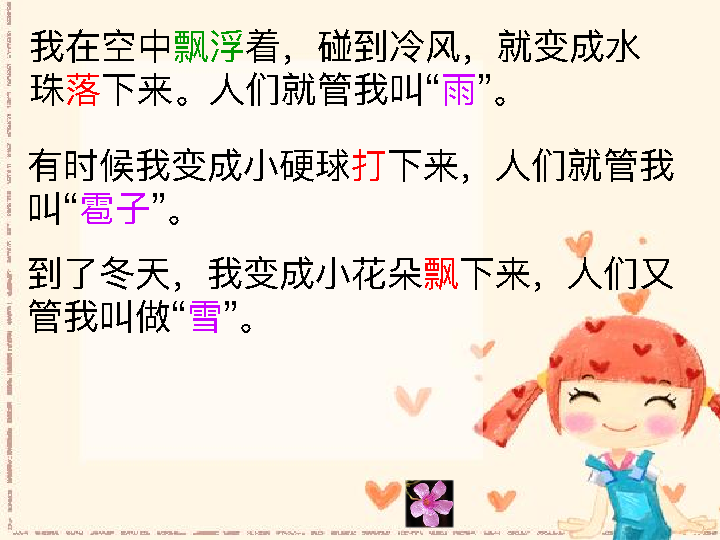 我在空中飘浮着，碰到冷风，就变成水
珠落下来。人们就管我叫“雨”。
有时候我变成小硬球打下来，人们就管我
叫“雹子”。
到了冬天，我变成小花朵飘下来，人们又
管我叫做“雪”。